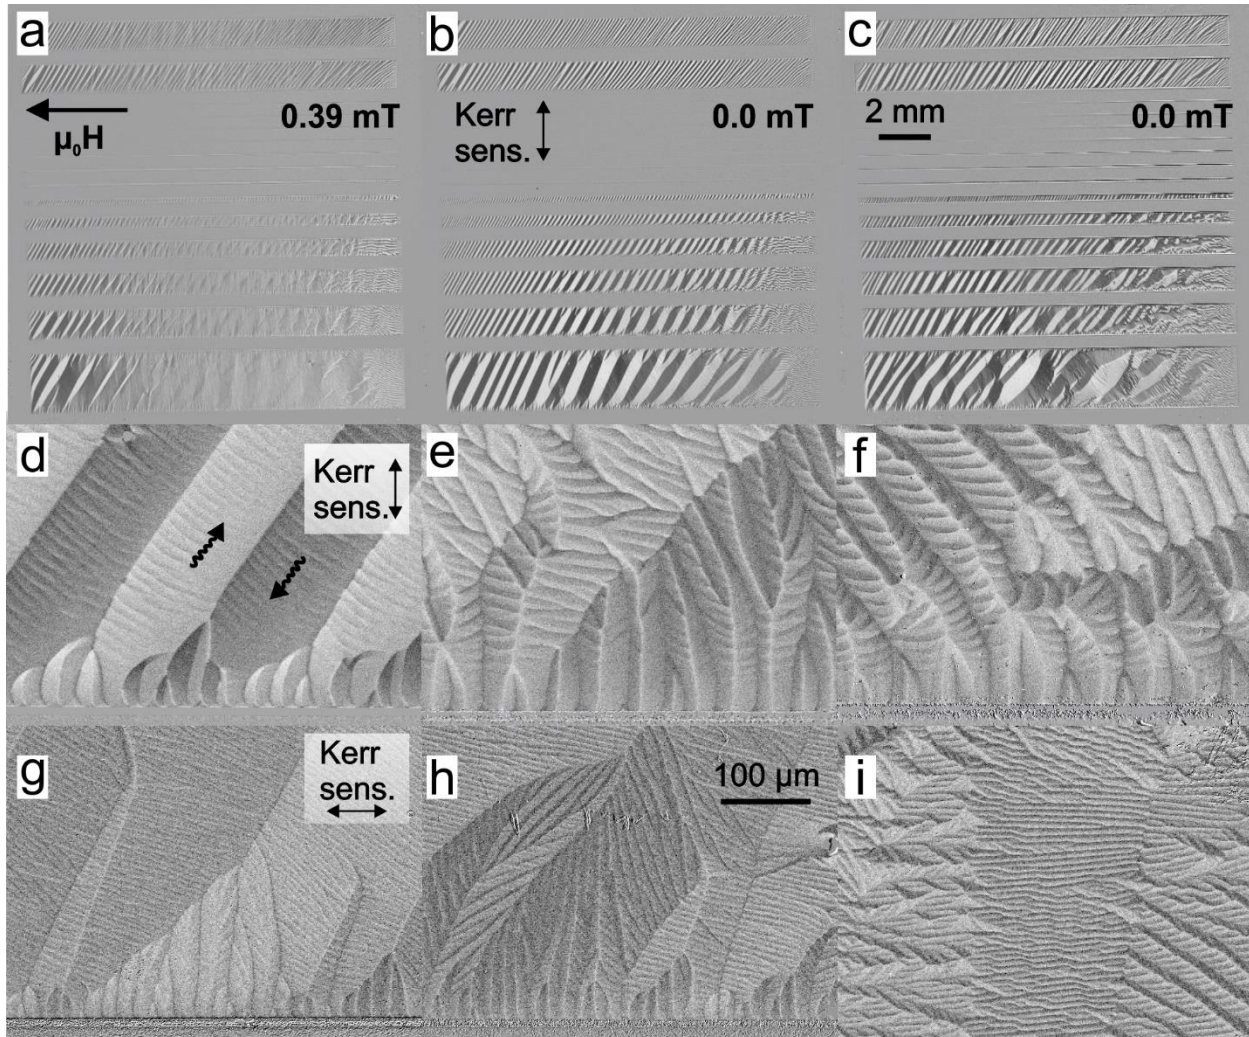 a
b
c
0.39 mT
μ₀H
Kerr
sens.
0.0 mT
2 mm
0.0 mT
d
Kerr
sens.
e
f
g
Kerr
sens.
h
100 μm
i